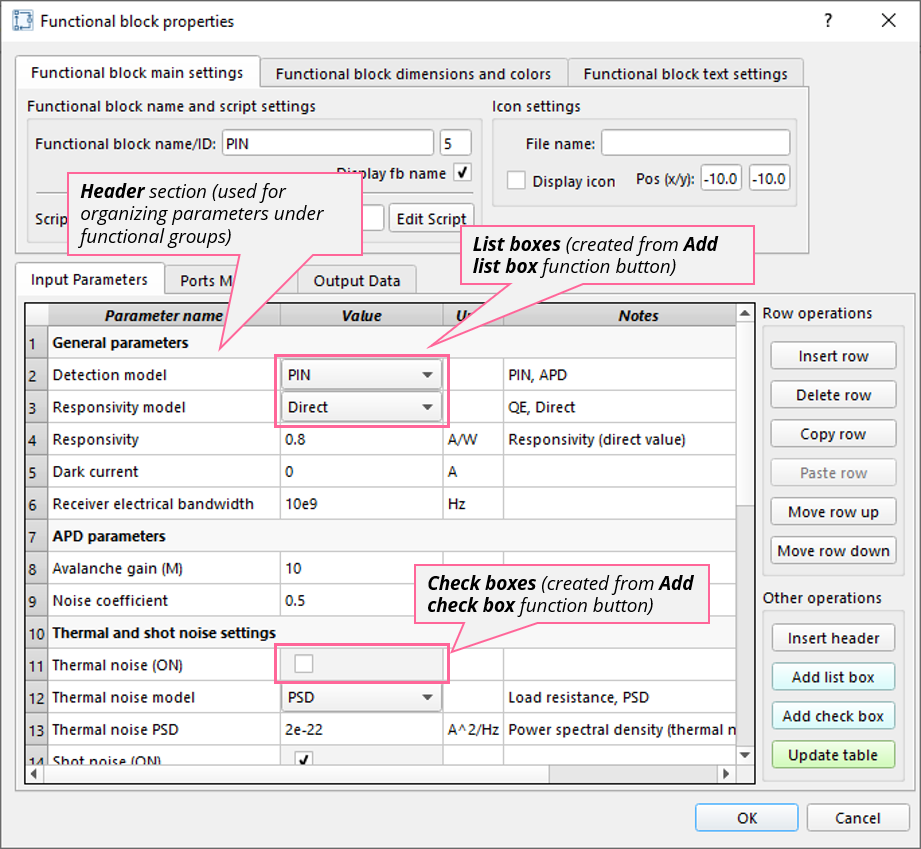 Functional block properties
?
Functional block main settings
Functional block dimensions and colors
Functional block text settings
Functional block name and script settings
Icon settings
Functional block name/ID: PIN 5
File name:
Display fb name
Display icon Pos (x/y): -10.0 -10.0
Edit Script
Header section (used for
organizing parameters under
functional groups)
List boxes (created from Add
list box function button)
Input Parameters
Output Data
Parameter name Value Notes
Row operations
1 General parameters
2 Detection model PIN PIN, APD
3 Responsivity model Direct QE, Direct
4 Responsivity 0.8 A/W Responsivity (direct value)
5 Dark current 0 A
6 Receiver electrical bandwidth 10e9 Hz
7 APD parameters
8 Avalanche gain (M) 10
9 Noise coefficient 0.5
10 Thermal and shot noise settings
11 Thermal noise (ON)
12 Thermal noise model PSD Load resistance, PSD
13 Thermal noise PSD 2e-22 A^2/Hz Power spectral density (thermal n
14 Shot noise (ON)
Check boxes (created from Add
check box function button)
Insert row
Delete row
Copy row
Paste row
Move row up
Move row down
Other operations
Insert header
Add list box
Add check box
Update table
OK
Cancel